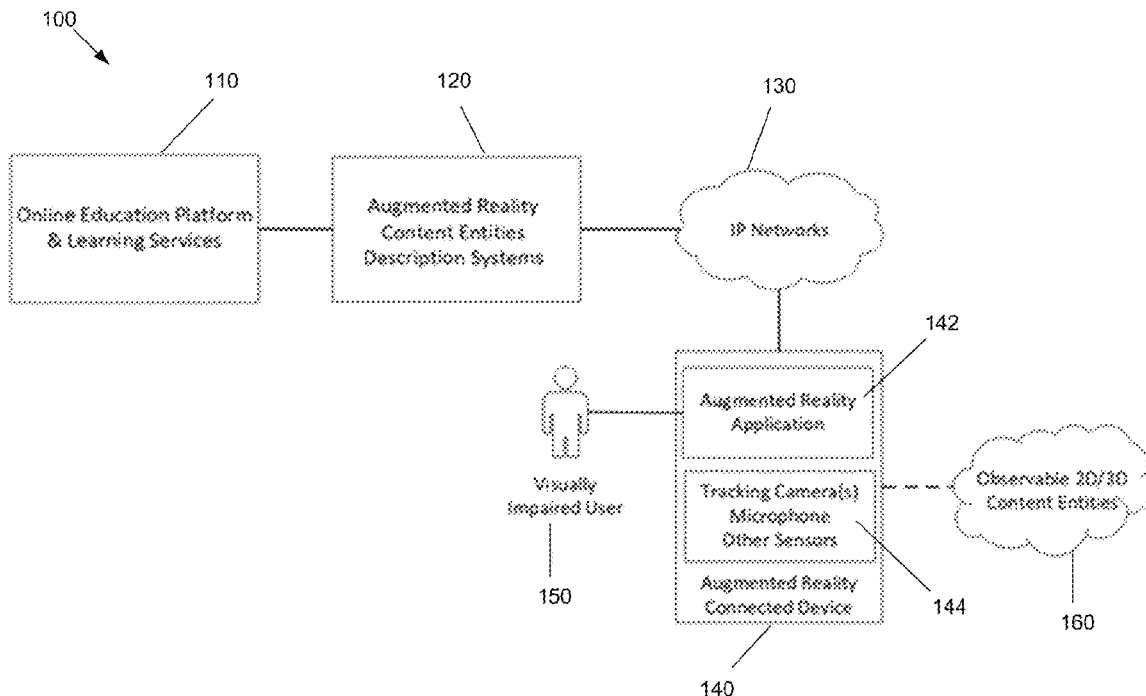 100
110
120
130
Online Education Platform
& Learning Services
Augmented Reality
Content Entities
Description Systems
IP Networks
142
Augmented Reality
Application
Visually
Impaired User
Tracking Camera(s)
Microphone
Other Sensors
Observable 2D/3D
Content Entities
150
Augmented Reality
Connected Device
144
160
140